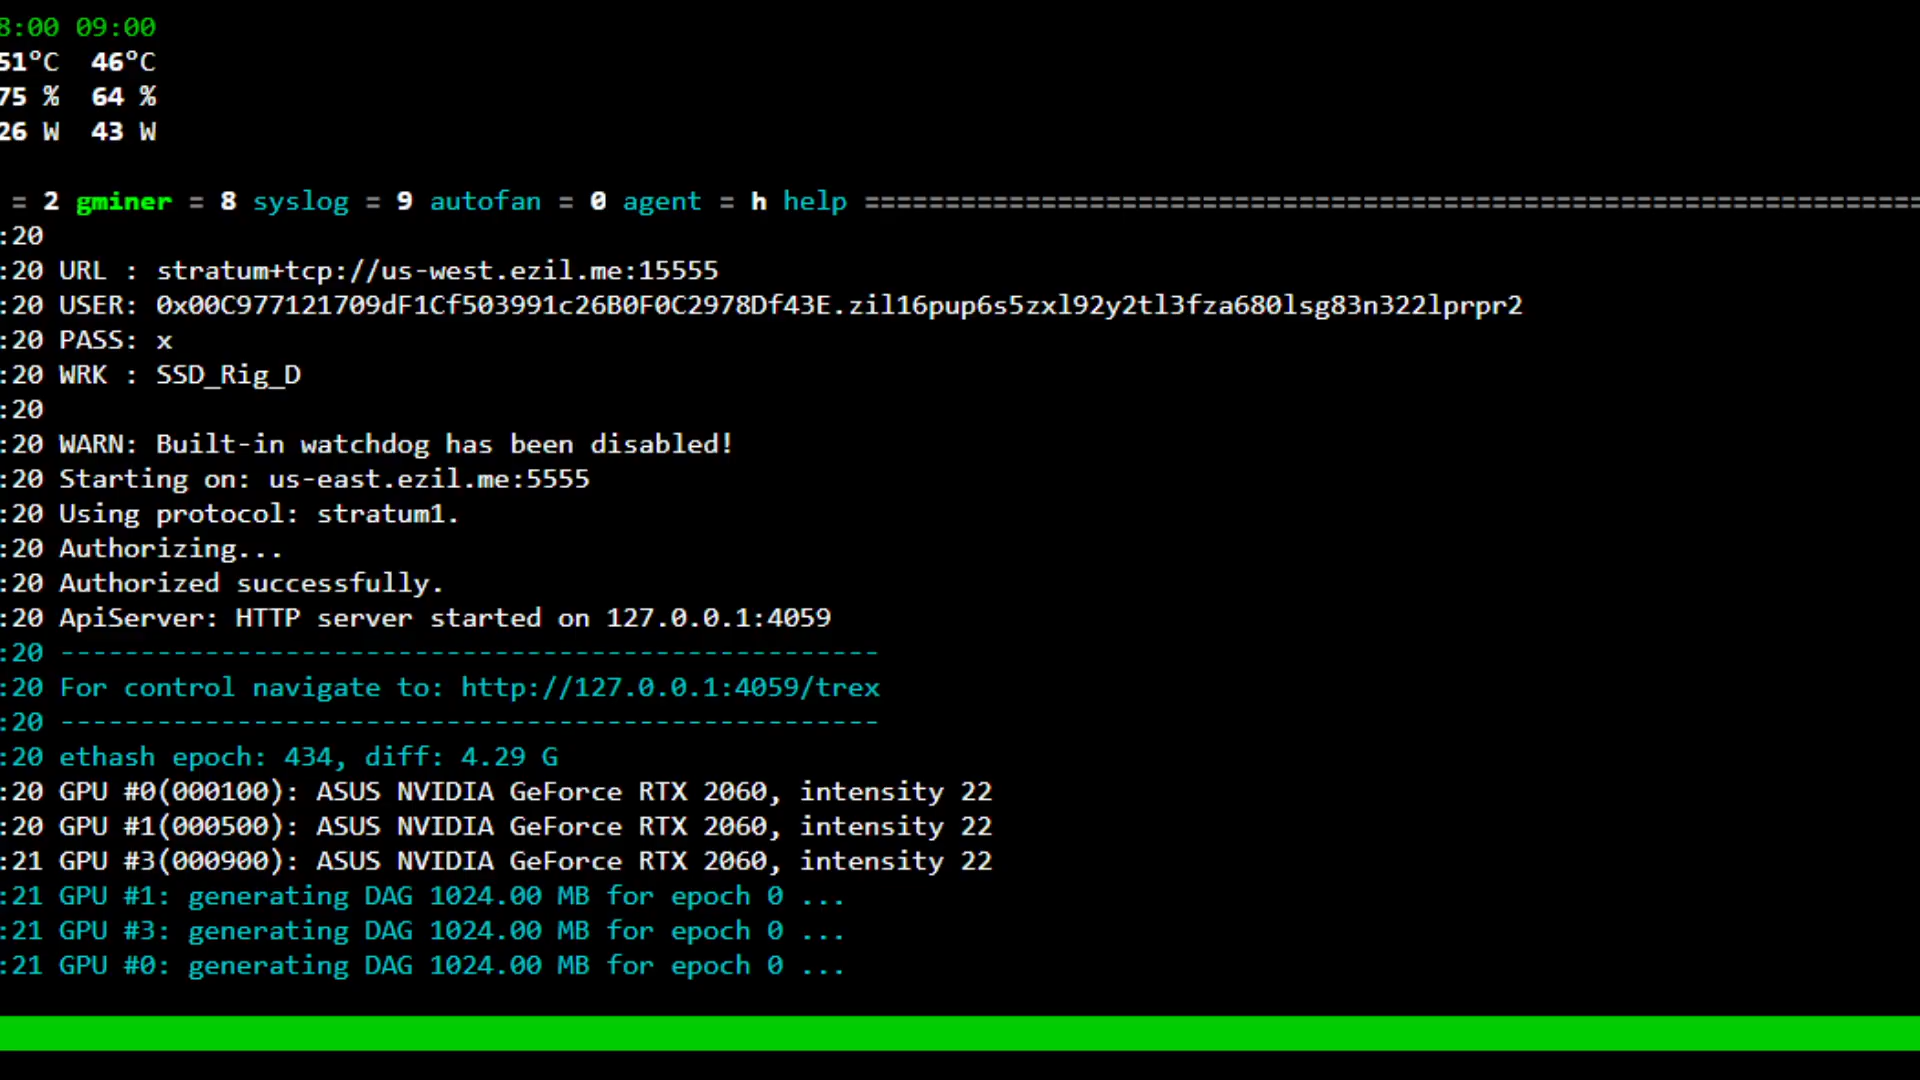 8:00 09:00
51°C 46°C
75 % 64 %
26 W 43 W
= 2 gminer = 8 syslog = 9 autofan = 0 agent = h help ==================================================================
:20
:20 URL : stratum+tcp://us-west.ezil.me:15555
:20 USER: 0x00C977121709dF1Cf503991c26B0F0C2978Df43E.zil16pup6s5zxl92y2tl3fza680lsg83n322lprpr2
:20 PASS: x
:20 WRK : SSD_Rig_D
:20
:20 WARN: Built-in watchdog has been disabled!
:20 Starting on: us-east.ezil.me:5555
:20 Using protocol: stratum1.
:20 Authorizing...
:20 Authorized successfully.
:20 ApiServer: HTTP server started on 127.0.0.1:4059
:20 ---------------------------------------------------
:20 For control navigate to: http://127.0.0.1:4059/trex
:20 ---------------------------------------------------
:20 ethash epoch: 434, diff: 4.29 G
:20 GPU #0(000100): ASUS NVIDIA GeForce RTX 2060, intensity 22
:20 GPU #1(000500): ASUS NVIDIA GeForce RTX 2060, intensity 22
:21 GPU #3(000900): ASUS NVIDIA GeForce RTX 2060, intensity 22
:21 GPU #1: generating DAG 1024.00 MB for epoch 0 ...
:21 GPU #3: generating DAG 1024.00 MB for epoch 0 ...
:21 GPU #0: generating DAG 1024.00 MB for epoch 0 ...